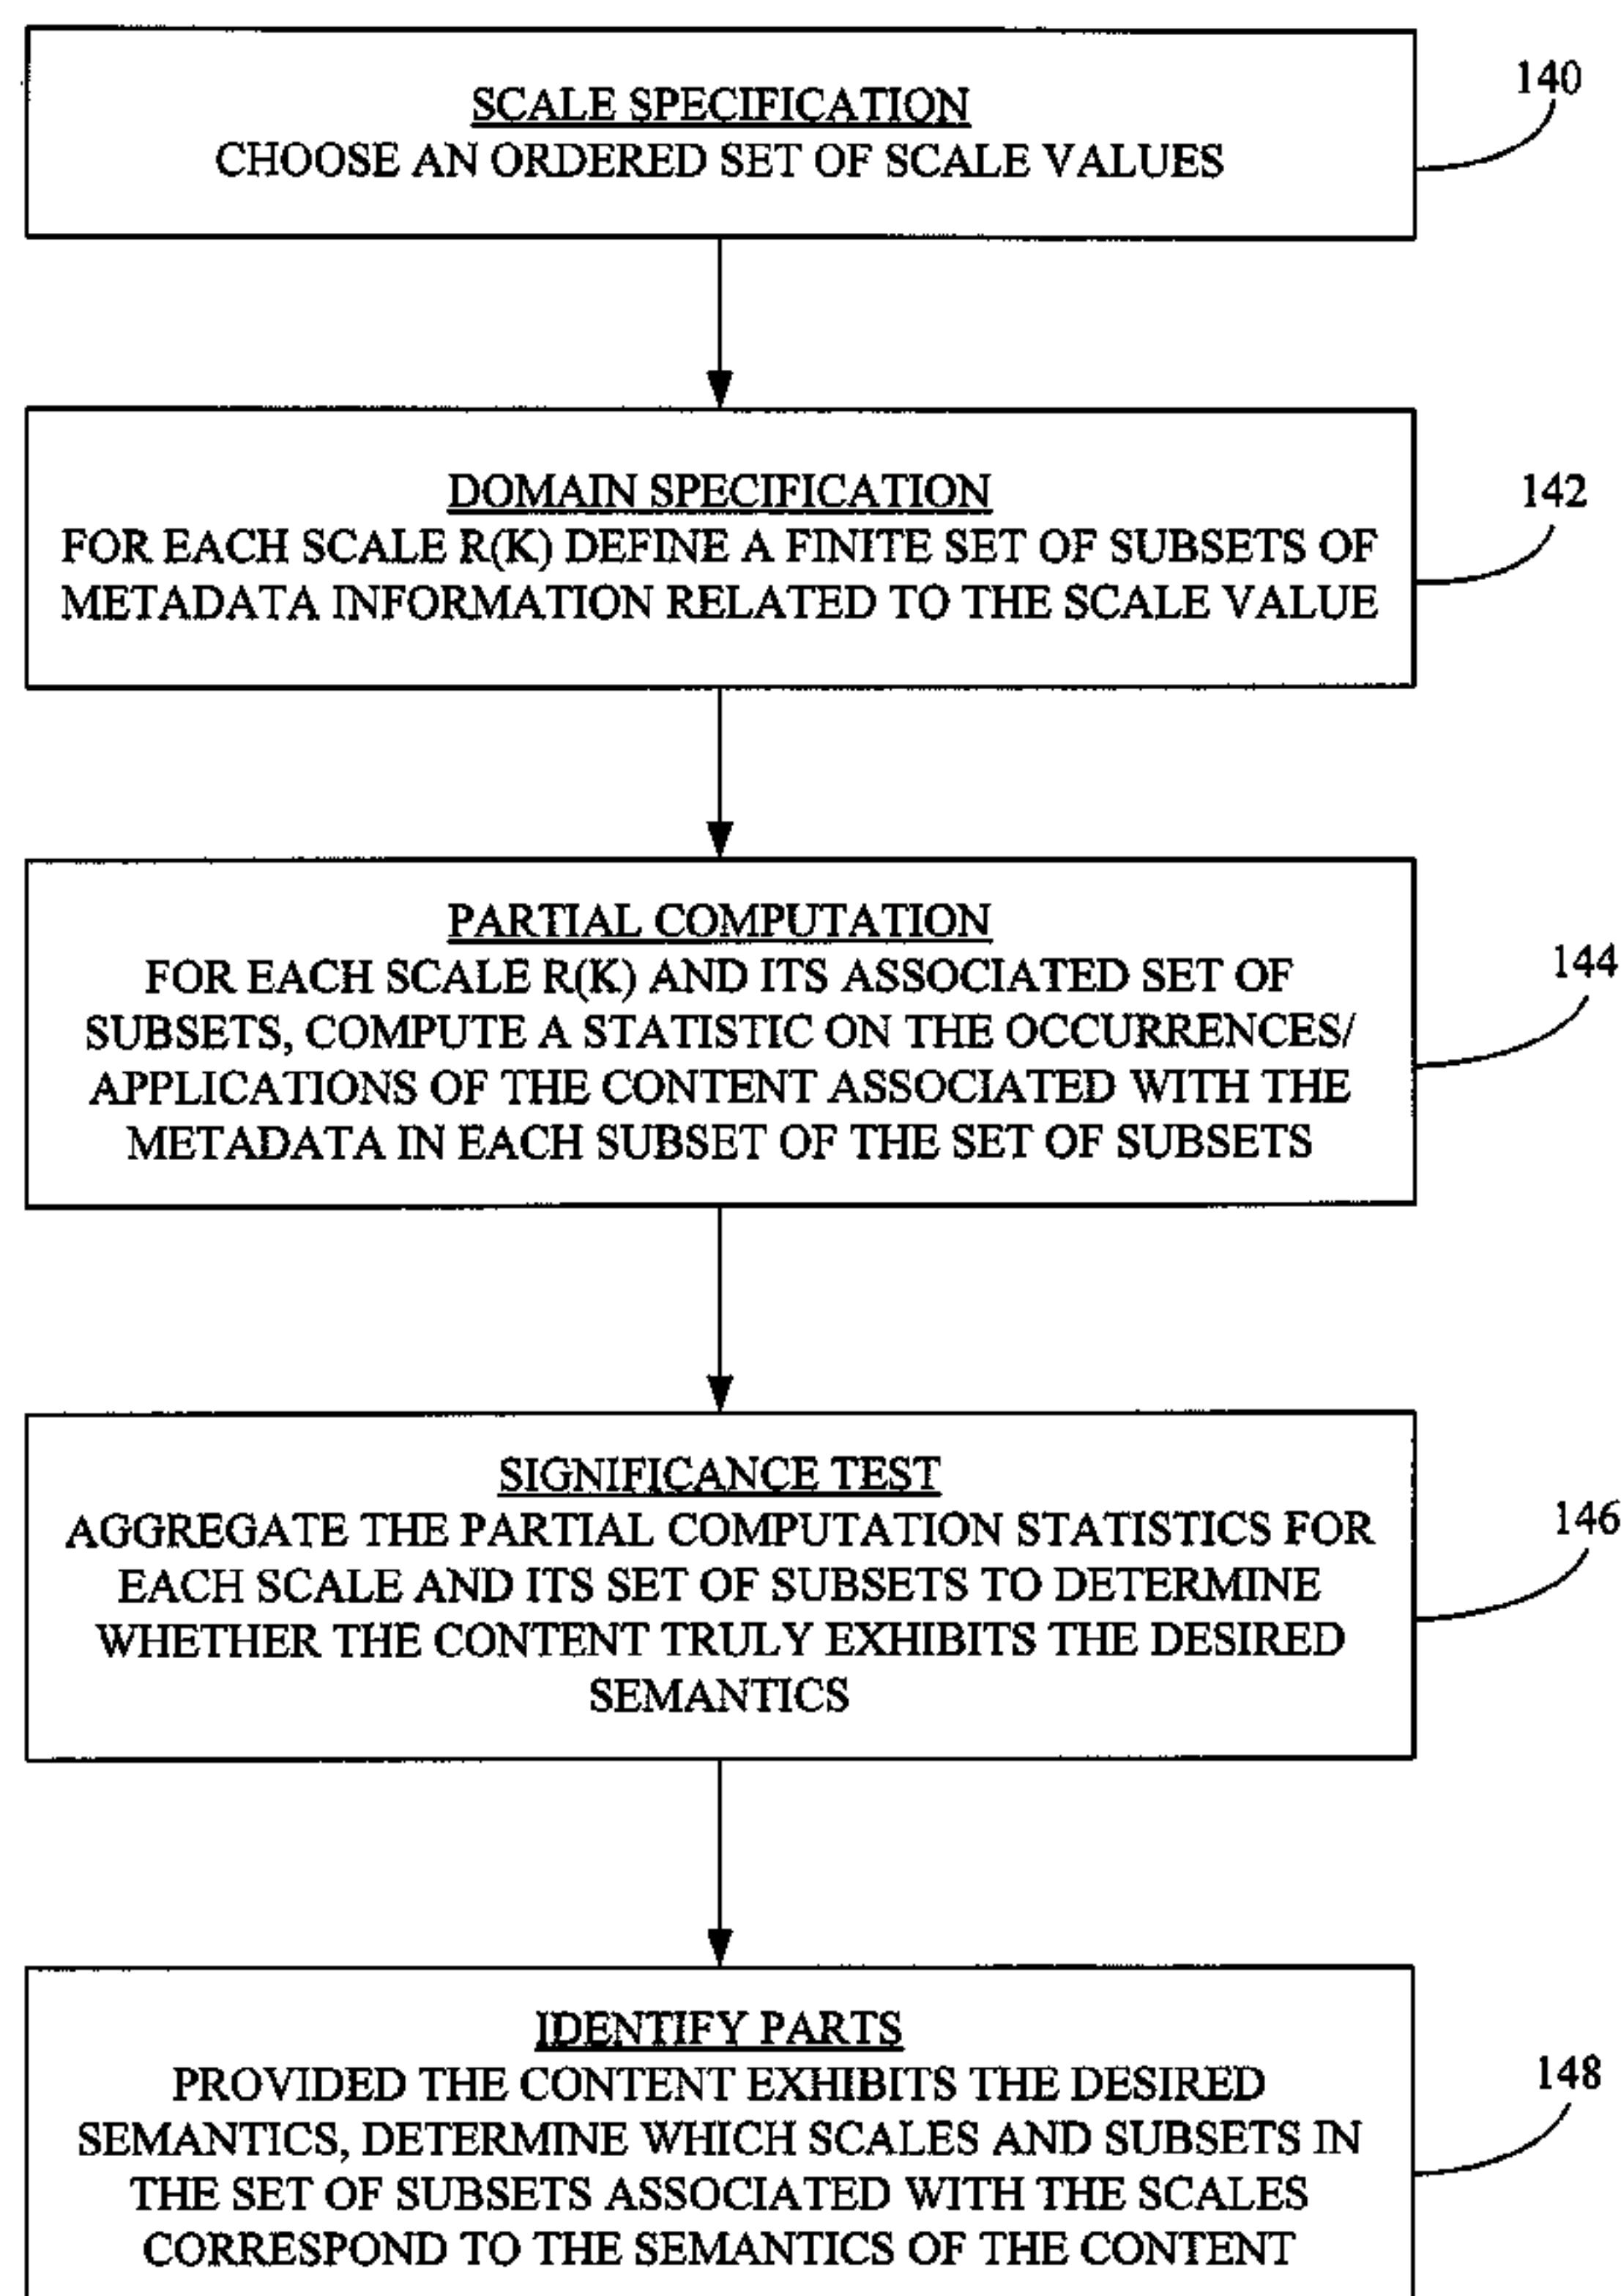 SCALE SPECIFICATION
CHOOSE AN ORDERED SET OF SCALE VALUES
140
DOMAIN SPECIFICATION
FOR EACH SCALE R(K) DEFINE A FINITE SET OF SUBSETS OF
METADATA INFORMATION RELATED TO THE SCALE VALUE
142
PARTIAL COMPUTATION
FOR EACH SCALE R(K) AND ITS ASSOCIATED SET OF
SUBSETS, COMPUTE A STATISTIC ON THE OCCURRENCES/
APPLICATIONS OF THE CONTENT ASSOCIATED WITH THE
METADATA IN EACH SUBSET OF THE SET OF SUBSETS
144
SIGNIFICANCE TEST
AGGREGATE THE PARTIAL COMPUTATION STATISTICS FOR
EACH SCALE AND ITS SET OF SUBSETS TO DETERMINE
WHETHER THE CONTENT TRULY EXHIBITS THE DESIRED
SEMANTICS
146
IDENTIFY PARTS
PROVIDED THE CONTENT EXHIBITS THE DESIRED
SEMANTICS, DETERMINE WHICH SCALES AND SUBSETS IN
THE SET OF SUBSETS ASSOCIATED WITH THE SCALES
CORRESPOND TO THE SEMANTICS OF THE CONTENT
148